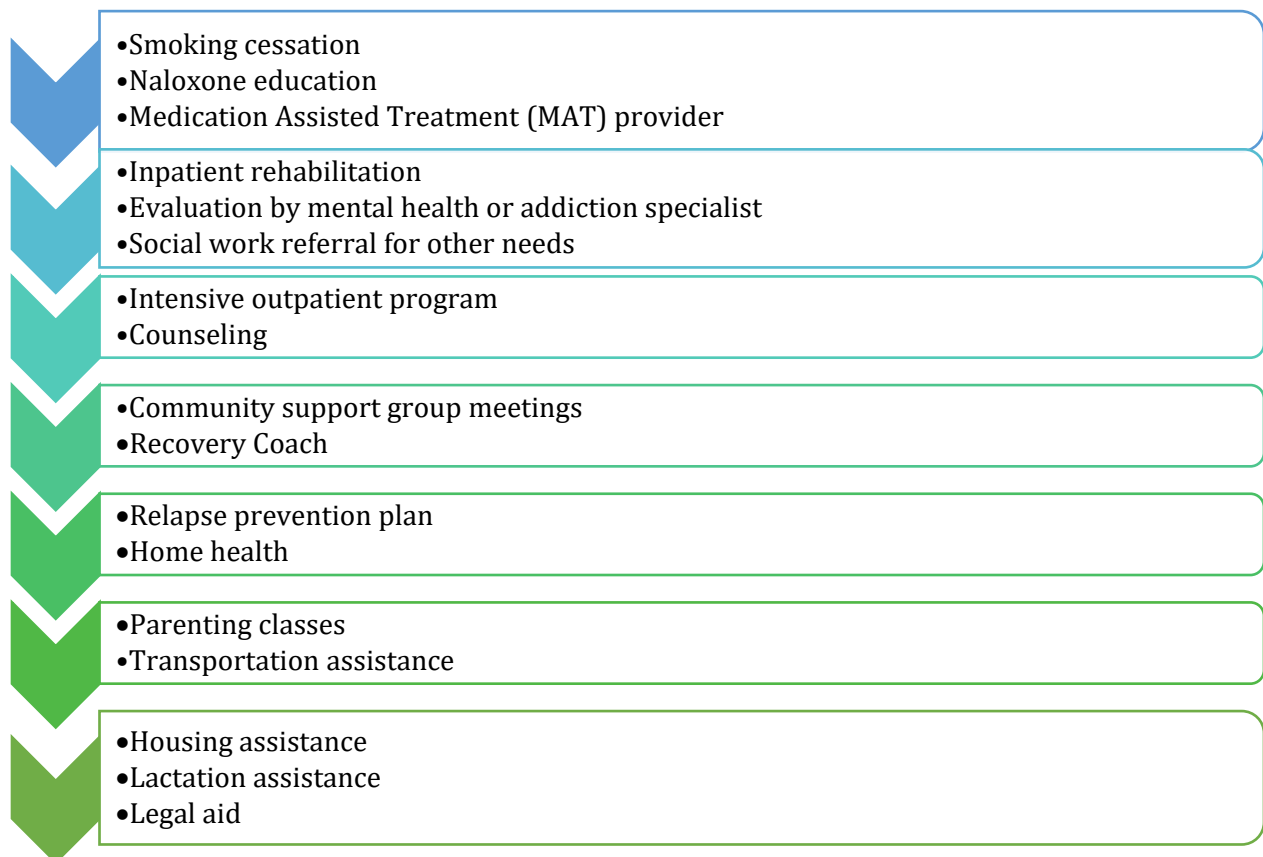 •Smoking cessation
•Naloxone education
•Medication Assisted Treatment (MAT) provider
•Inpatient rehabilitation
•Evaluation by mental health or addiction specialist
•Social work referral for other needs
•Intensive outpatient program
•Counseling
•Community support group meetings
•Recovery Coach
•Relapse prevention plan
•Home health
•Parenting classes
•Transportation assistance
•Housing assistance
•Lactation assistance
•Legal aid